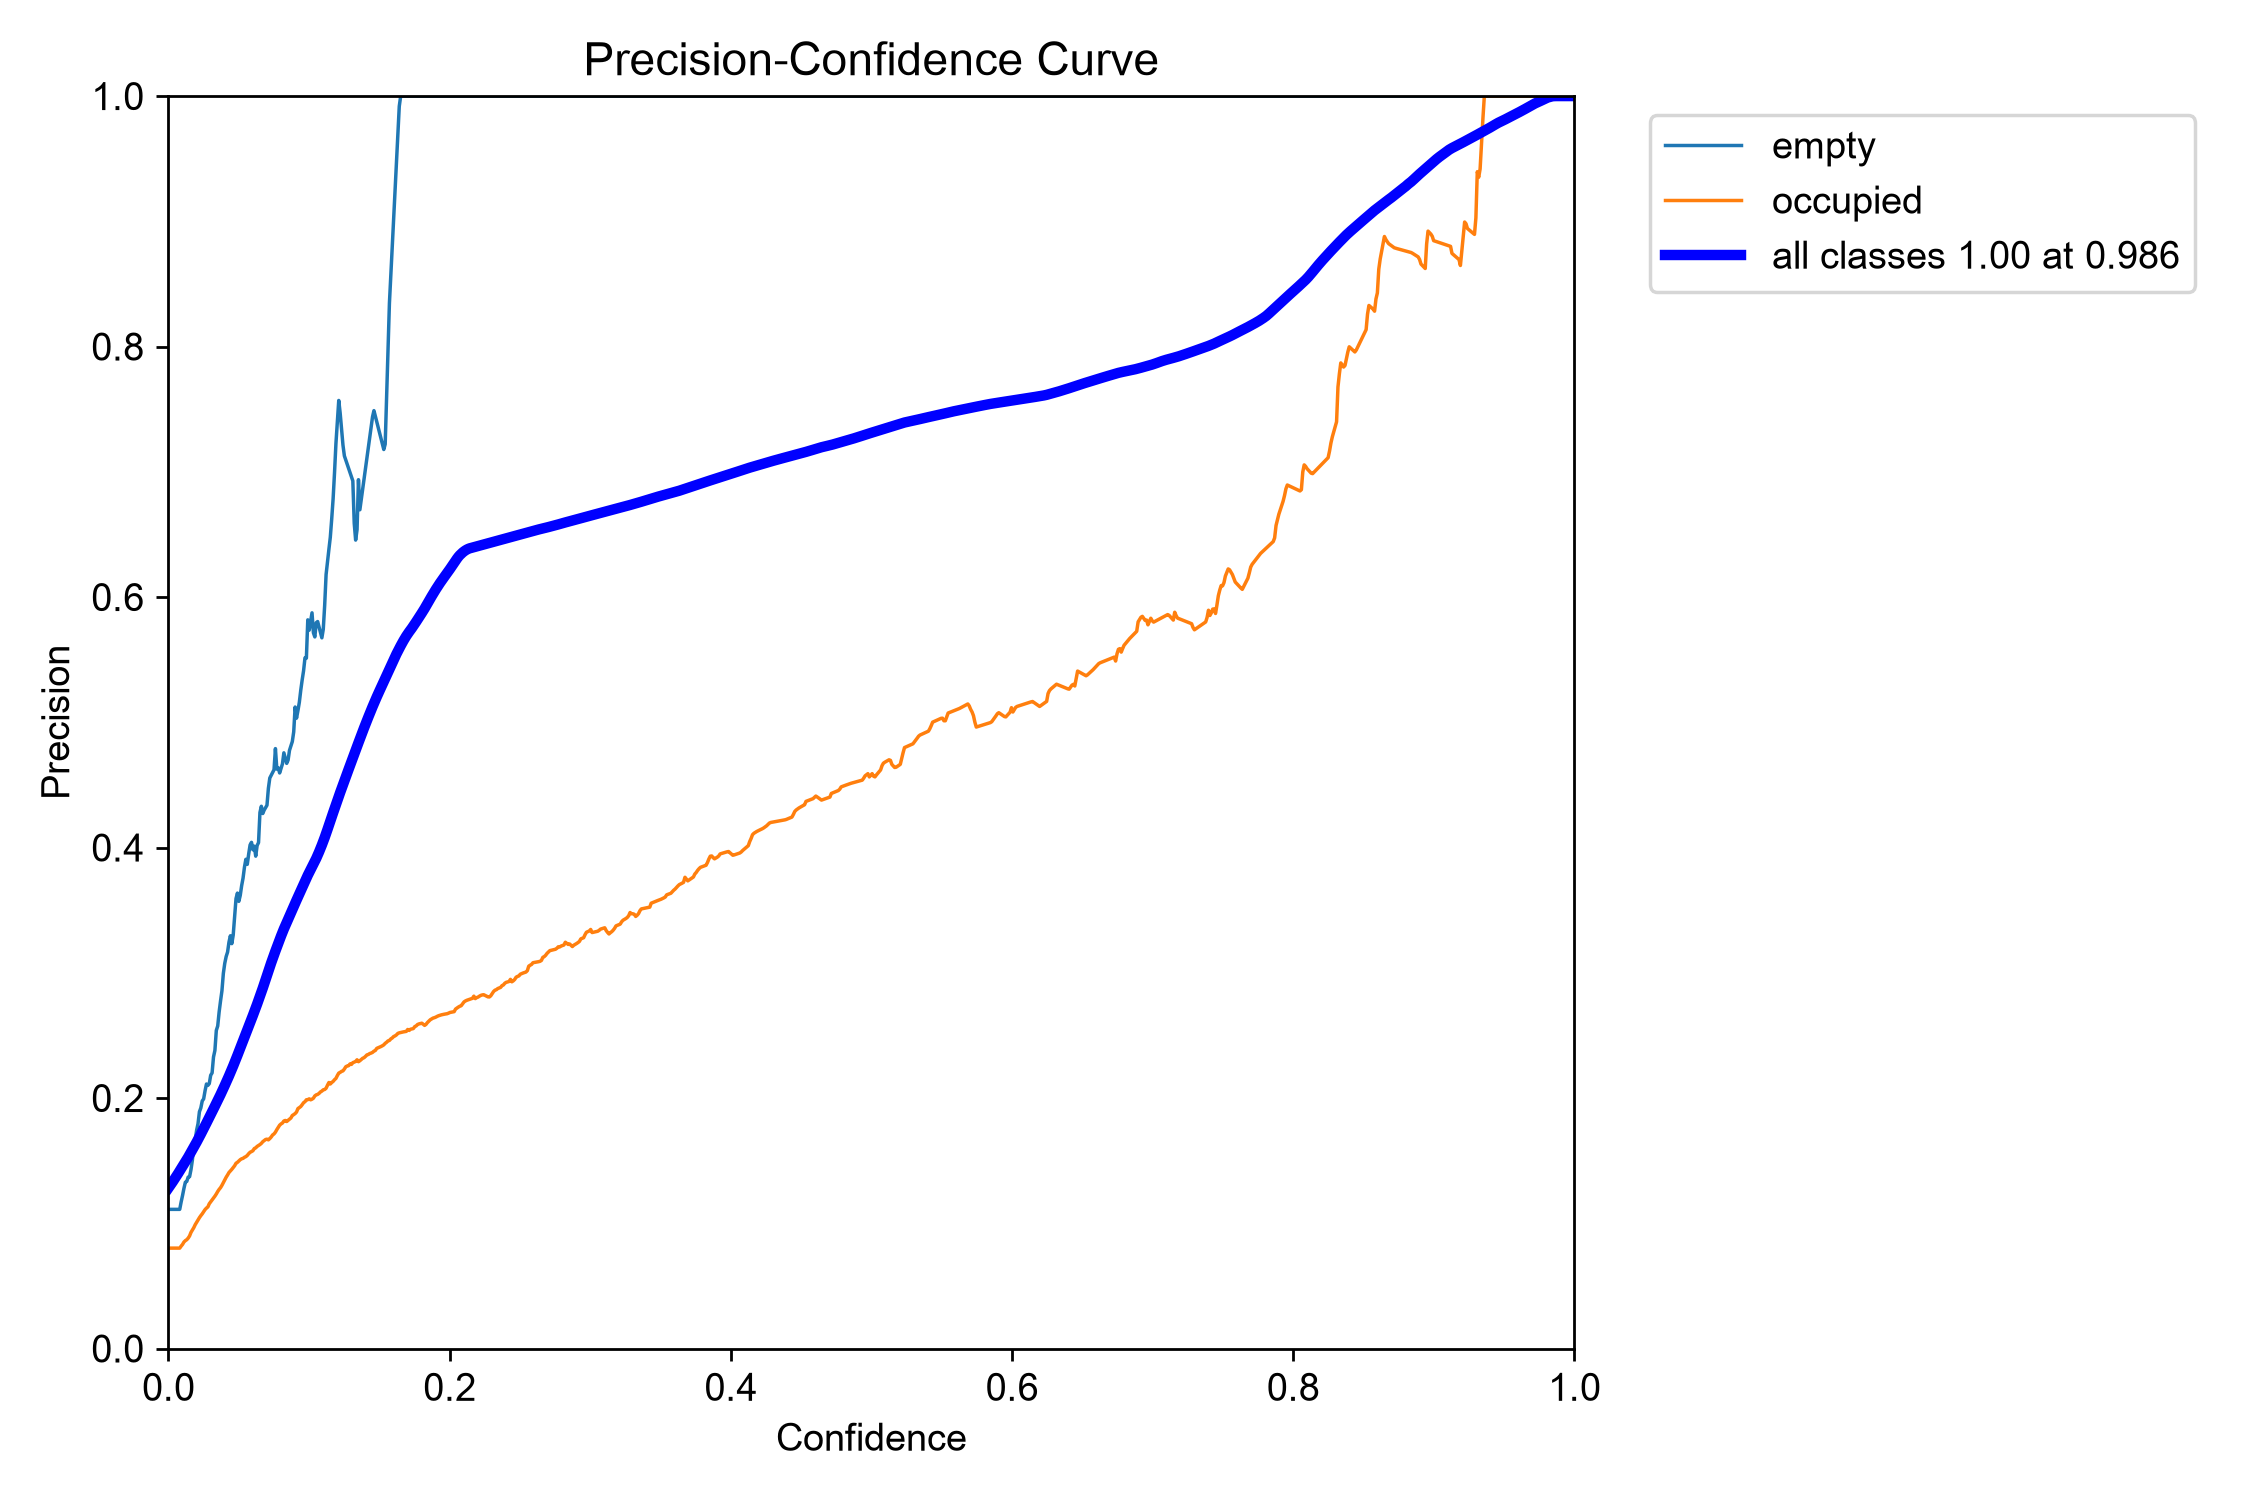 Precision-Confidence Curve
empty
occupied
all classes 1.00 at 0.986
Precision
1.0
0.8
0.6
0.4
0.2
0.0
0.0 0.2 0.4 0.6 0.8 1.0
Confidence